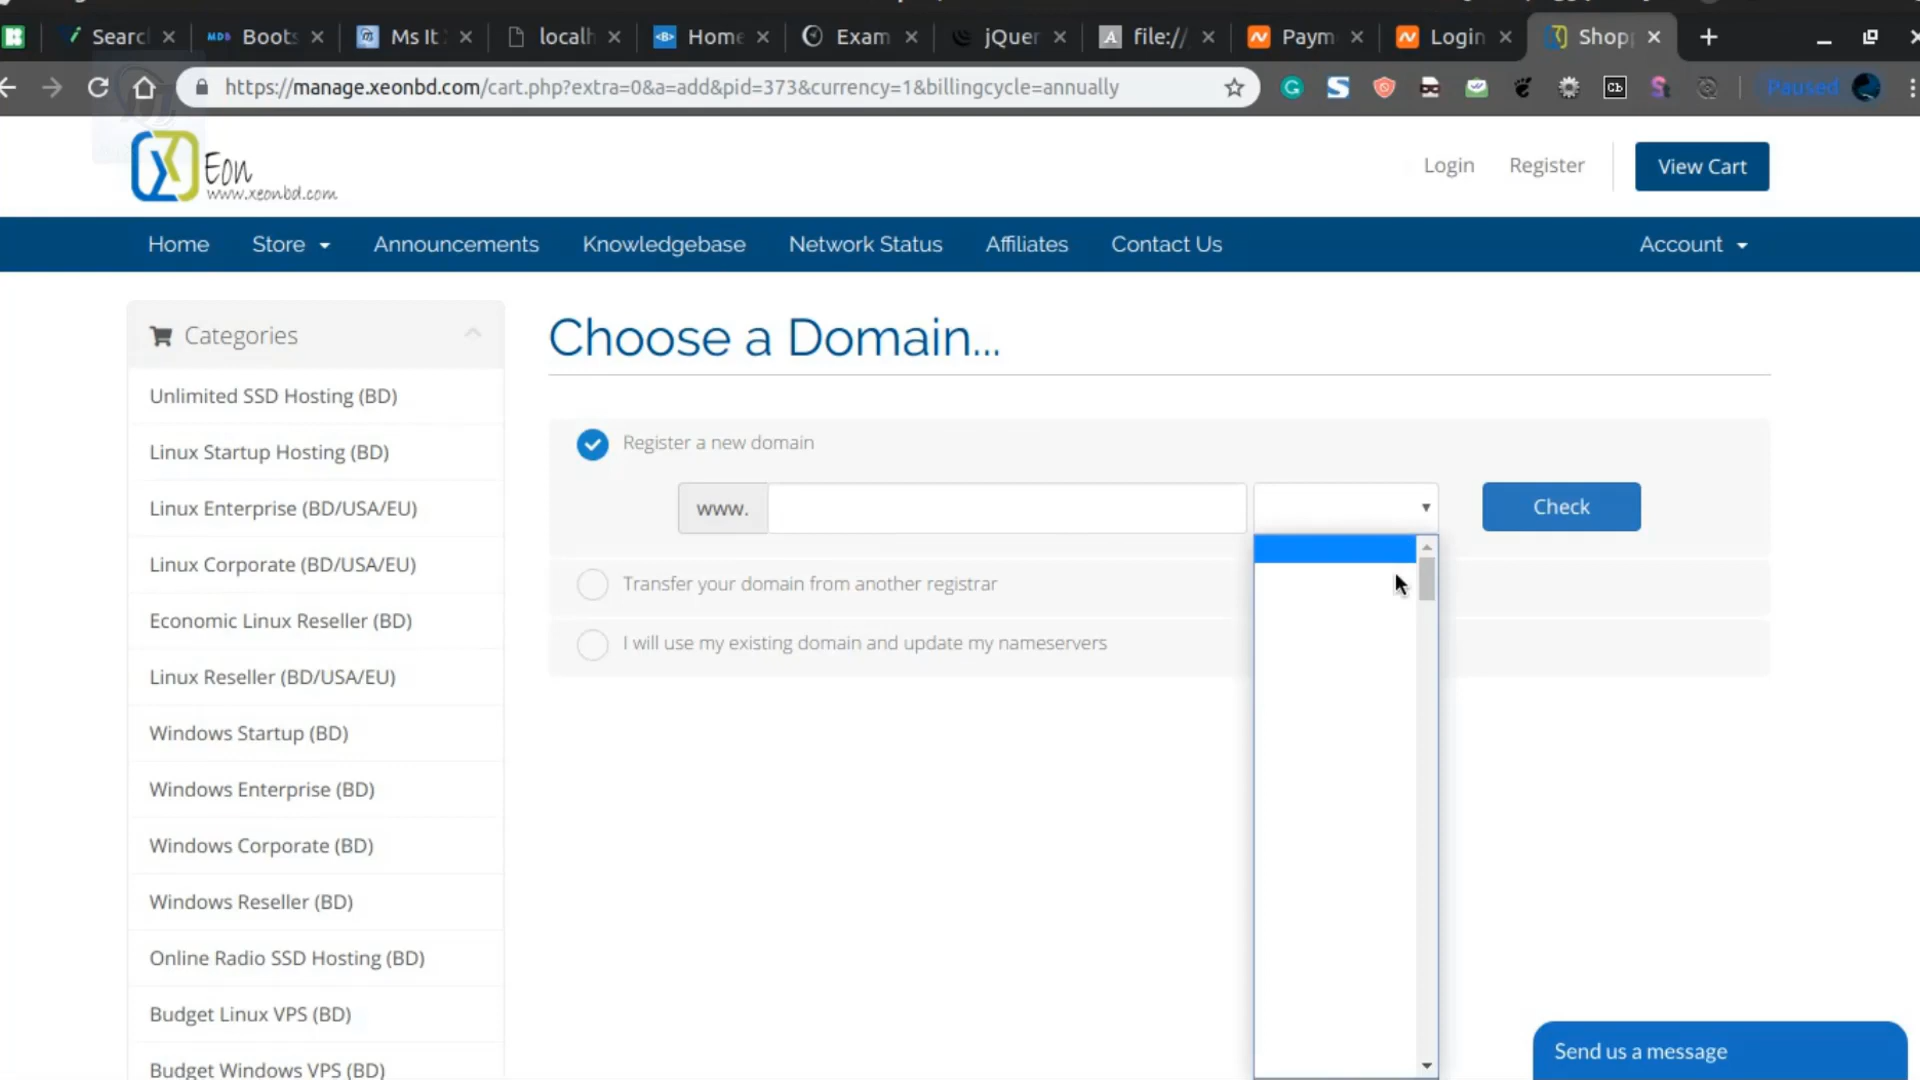 Searc
MDB Boots
Ms It
localh
Home
Exam
jQuer
A file://
Paym
Login
Shop
https://manage.xeonbd.com/cart.php?extra=0&a=add&pid=373&currency=1&billingcycle=annually
Paused
Eon
www.xeonbd.com
Login
Register
View Cart
Home
Store
Announcements
Knowledgebase
Network Status
Affiliates
Contact Us
Account
Categories
Unlimited SSD Hosting (BD)
Linux Startup Hosting (BD)
Linux Enterprise (BD/USA/EU)
Linux Corporate (BD/USA/EU)
Economic Linux Reseller (BD)
Linux Reseller (BD/USA/EU)
Windows Startup (BD)
Windows Enterprise (BD)
Windows Corporate (BD)
Windows Reseller (BD)
Online Radio SSD Hosting (BD)
Budget Linux VPS (BD)
Budget Windows VPS (BD)
Choose a Domain...
Register a new domain
www.
Check
Transfer your domain from another registrar
I will use my existing domain and update my nameservers
Send us a message